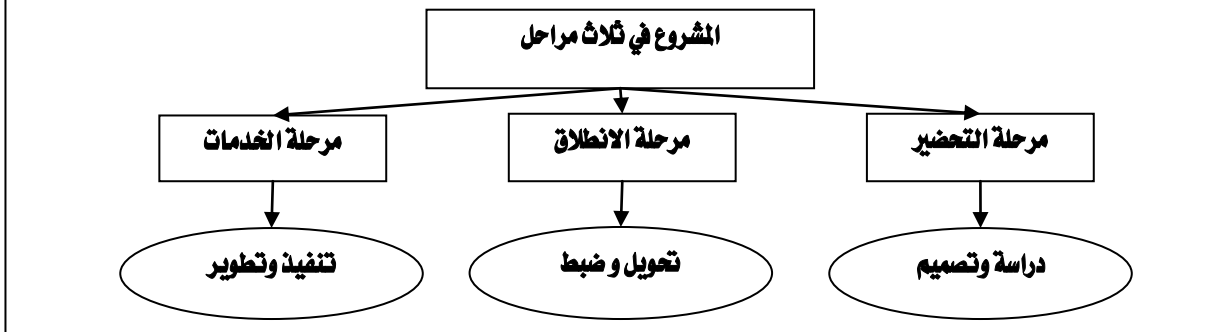 المشروع في ثلاث مراحل
مرحلة التحضير
مرحلة الانطلاق
مرحلة الخدمات
دراسة وتصميم
تحويل و ضبط
تنفيذ وتطوير